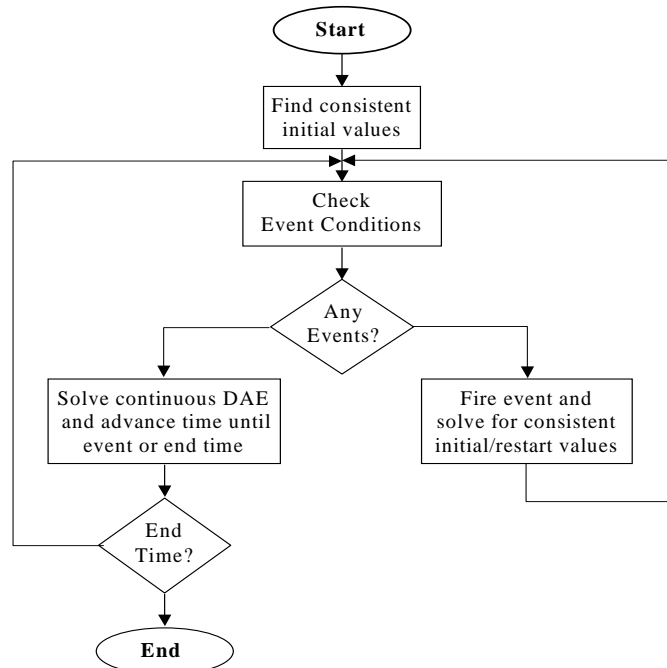 Start
Find consistent
initial values
Check
Event Conditions
Any
Events?
Solve continuous DAE
and advance time until
event or end time
Fire event and
solve for consistent
initial/restart values
End
Time?
End